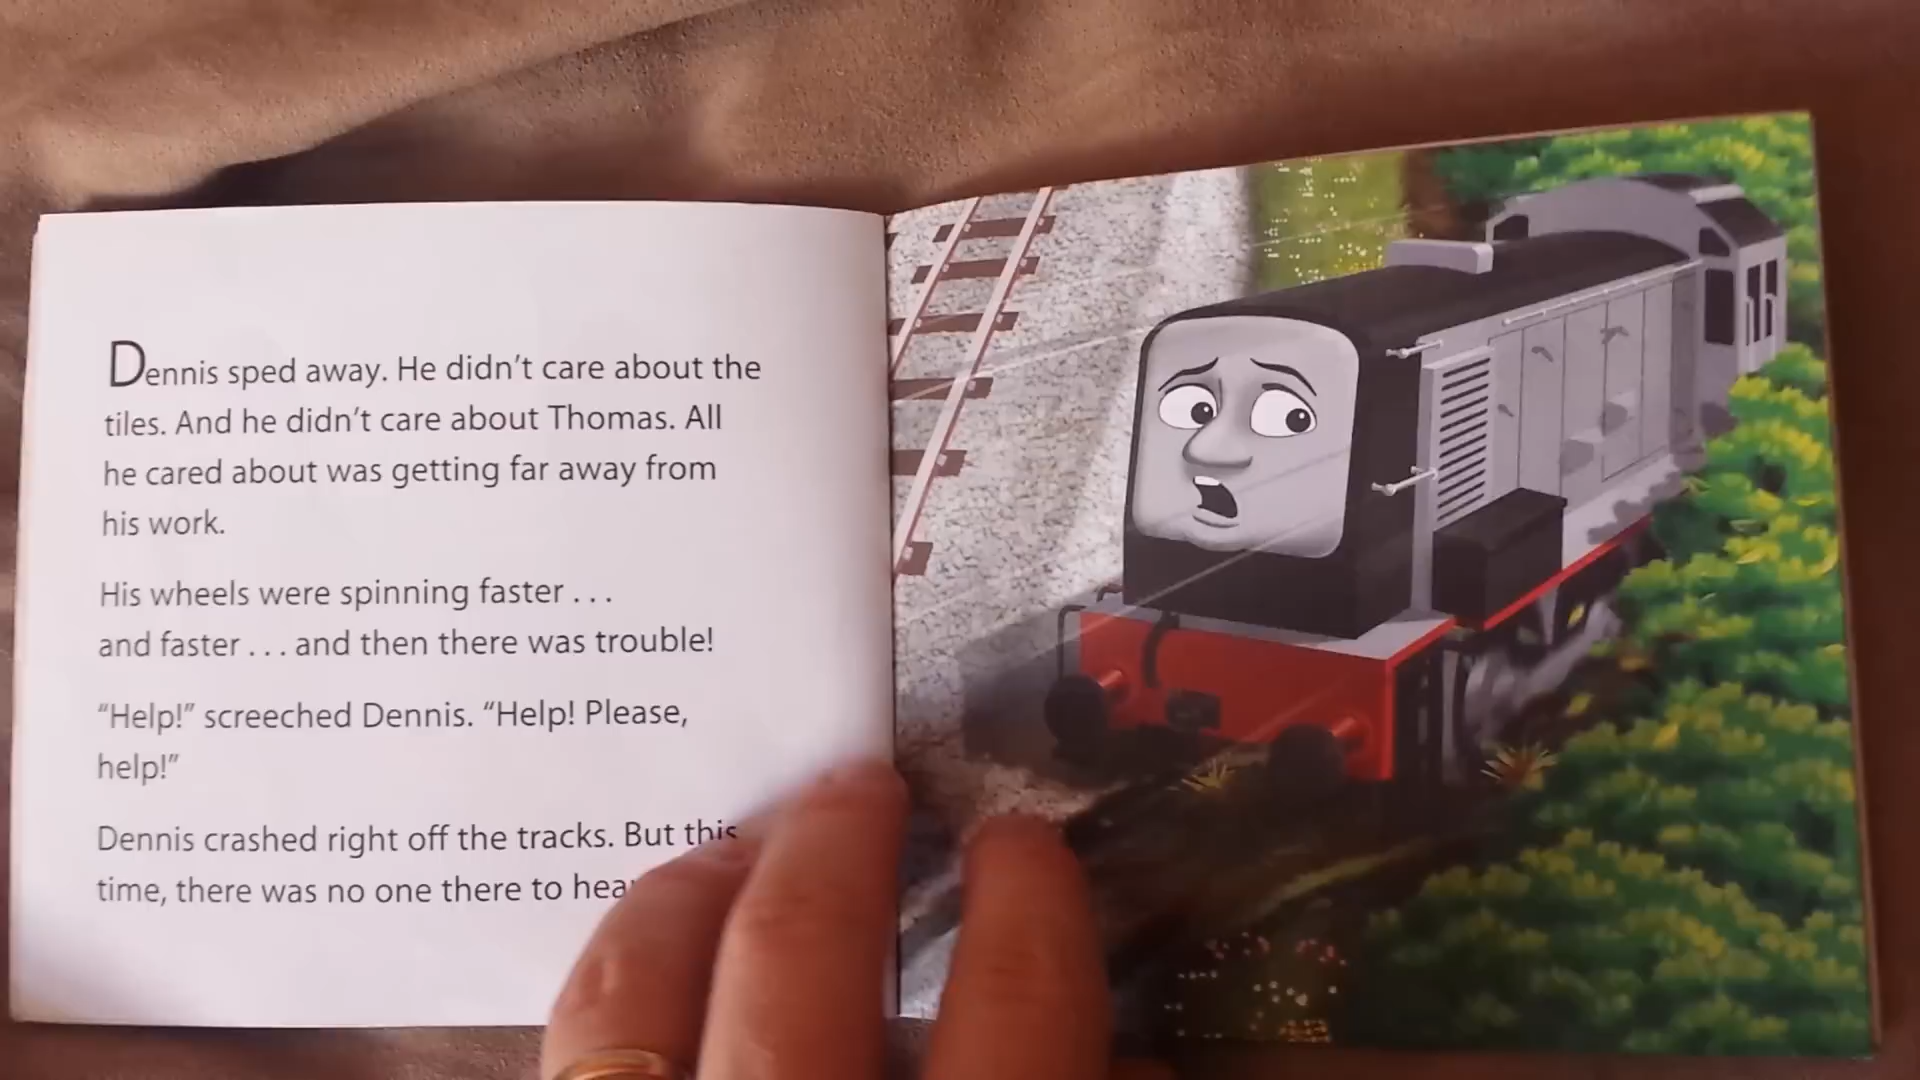 Dennis sped away. He didn’t care about the
tiles. And he didn’t care about Thomas. All
he cared about was getting far away from
his work.
His wheels were spinning faster . . .
and faster . . . and then there was trouble!
“Help!” screeched Dennis. “Help! Please,
help!”
Dennis crashed right off the tracks. But this
time, there was no one there to hear